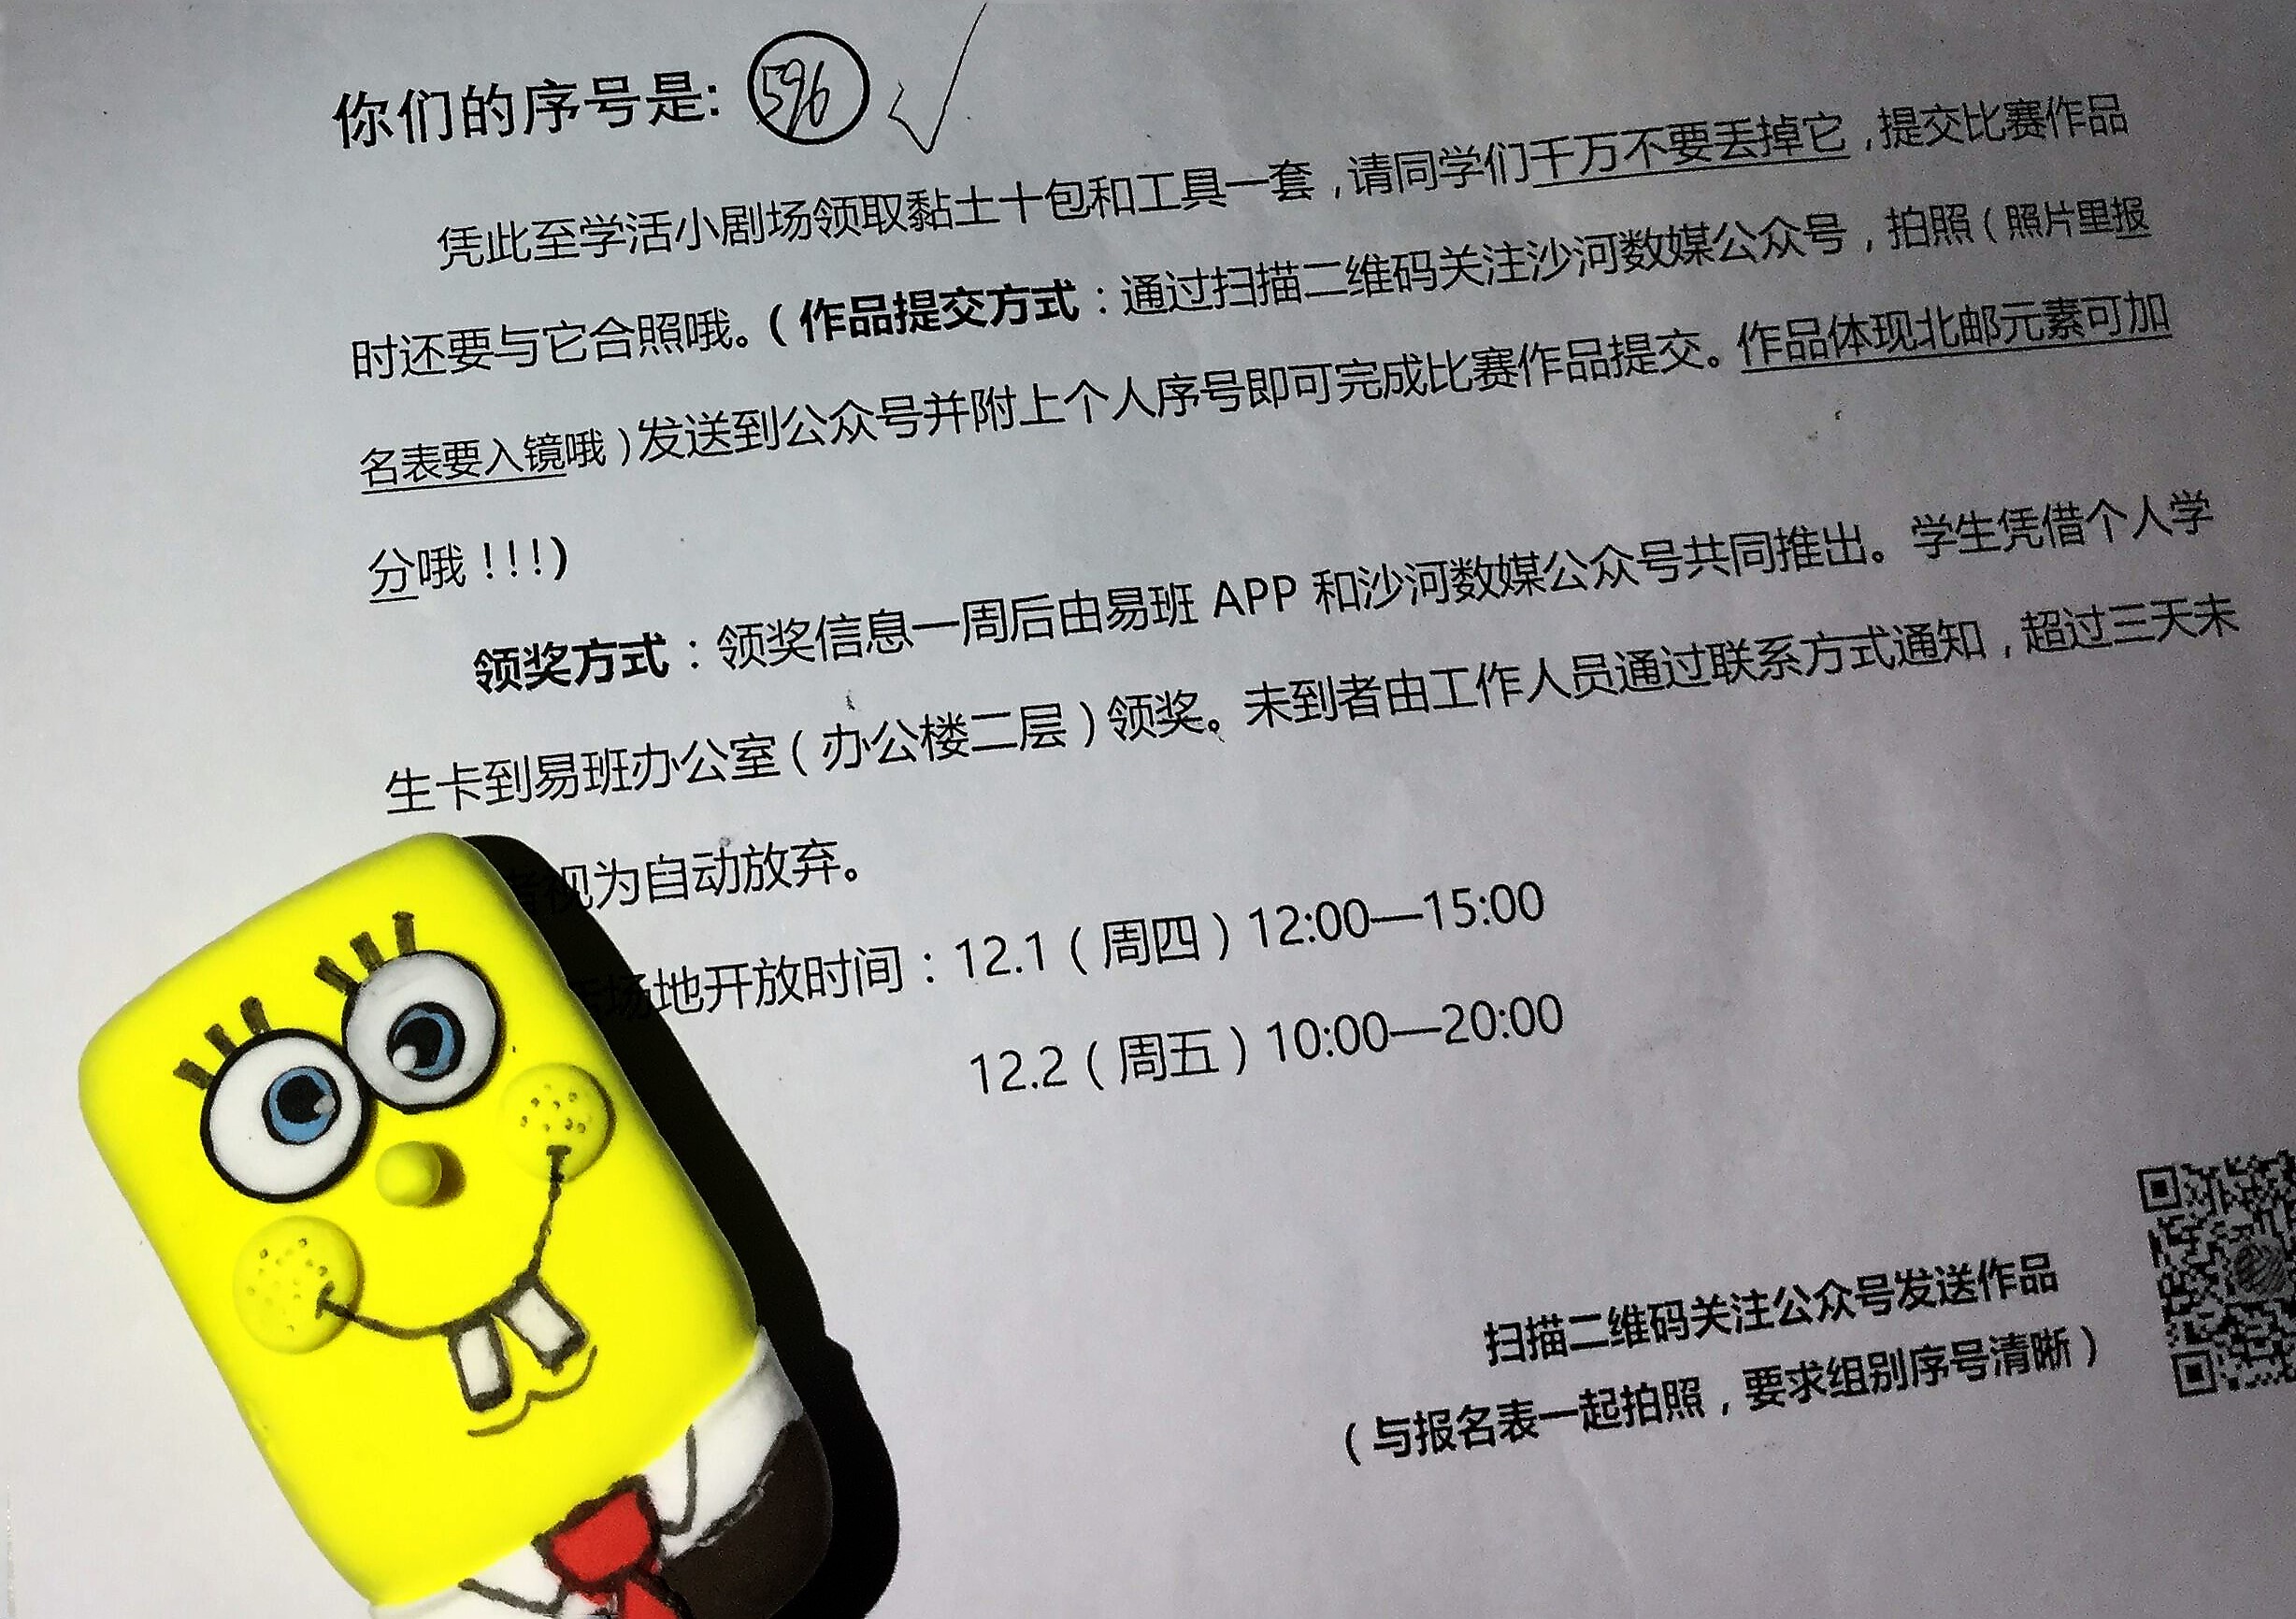 你们的序号是: 596
凭此至学活小剧场领取黏土十包和工具一套，请同学们千万不要丢掉它，提交比赛作品
时还要与它合照哦。(作品提交方式：通过扫描二维码关注沙河数媒公众号，拍照（照片里报
名表要入镜哦）发送到公众号并附上个人序号即可完成比赛作品提交。作品体现北邮元素可加
分哦！!!)
领奖方式：领奖信息一周后由易班 APP 和沙河数媒公众号共同推出。学生凭借个人学
生卡到易班办公室（办公楼二层）领奖。未到者由工作人员通过联系方式通知，超过三天未
者视为自动放弃。
场地开放时间：12.1（周四）12:00—15:00
12.2（周五）10:00—20:00
扫描二维码关注公众号发送作品
（与报名表一起拍照，要求组别序号清晰）